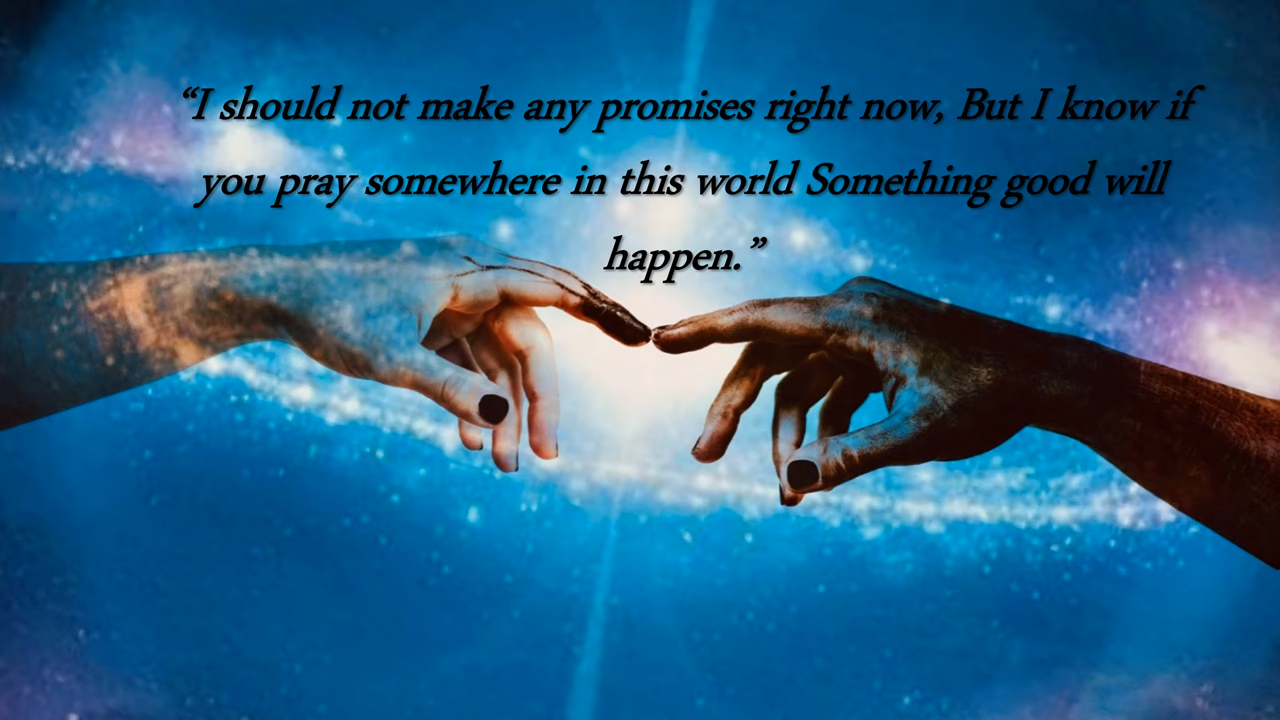 “I should not make any promises right now, But I know if
you pray somewhere in this world Something good will
happen.”